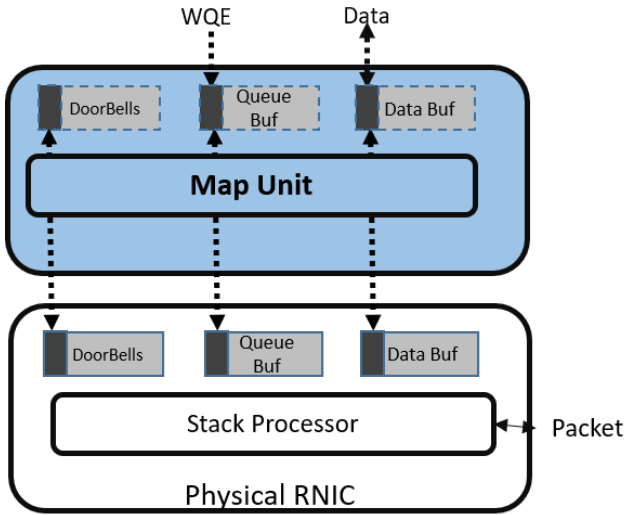 WQE
Data
DoorBells
Queue
Buf
Data Buf
Map Unit
DoorBells
Queue
Buf
Data Buf
Stack Processor
Packet
Physical RNIC